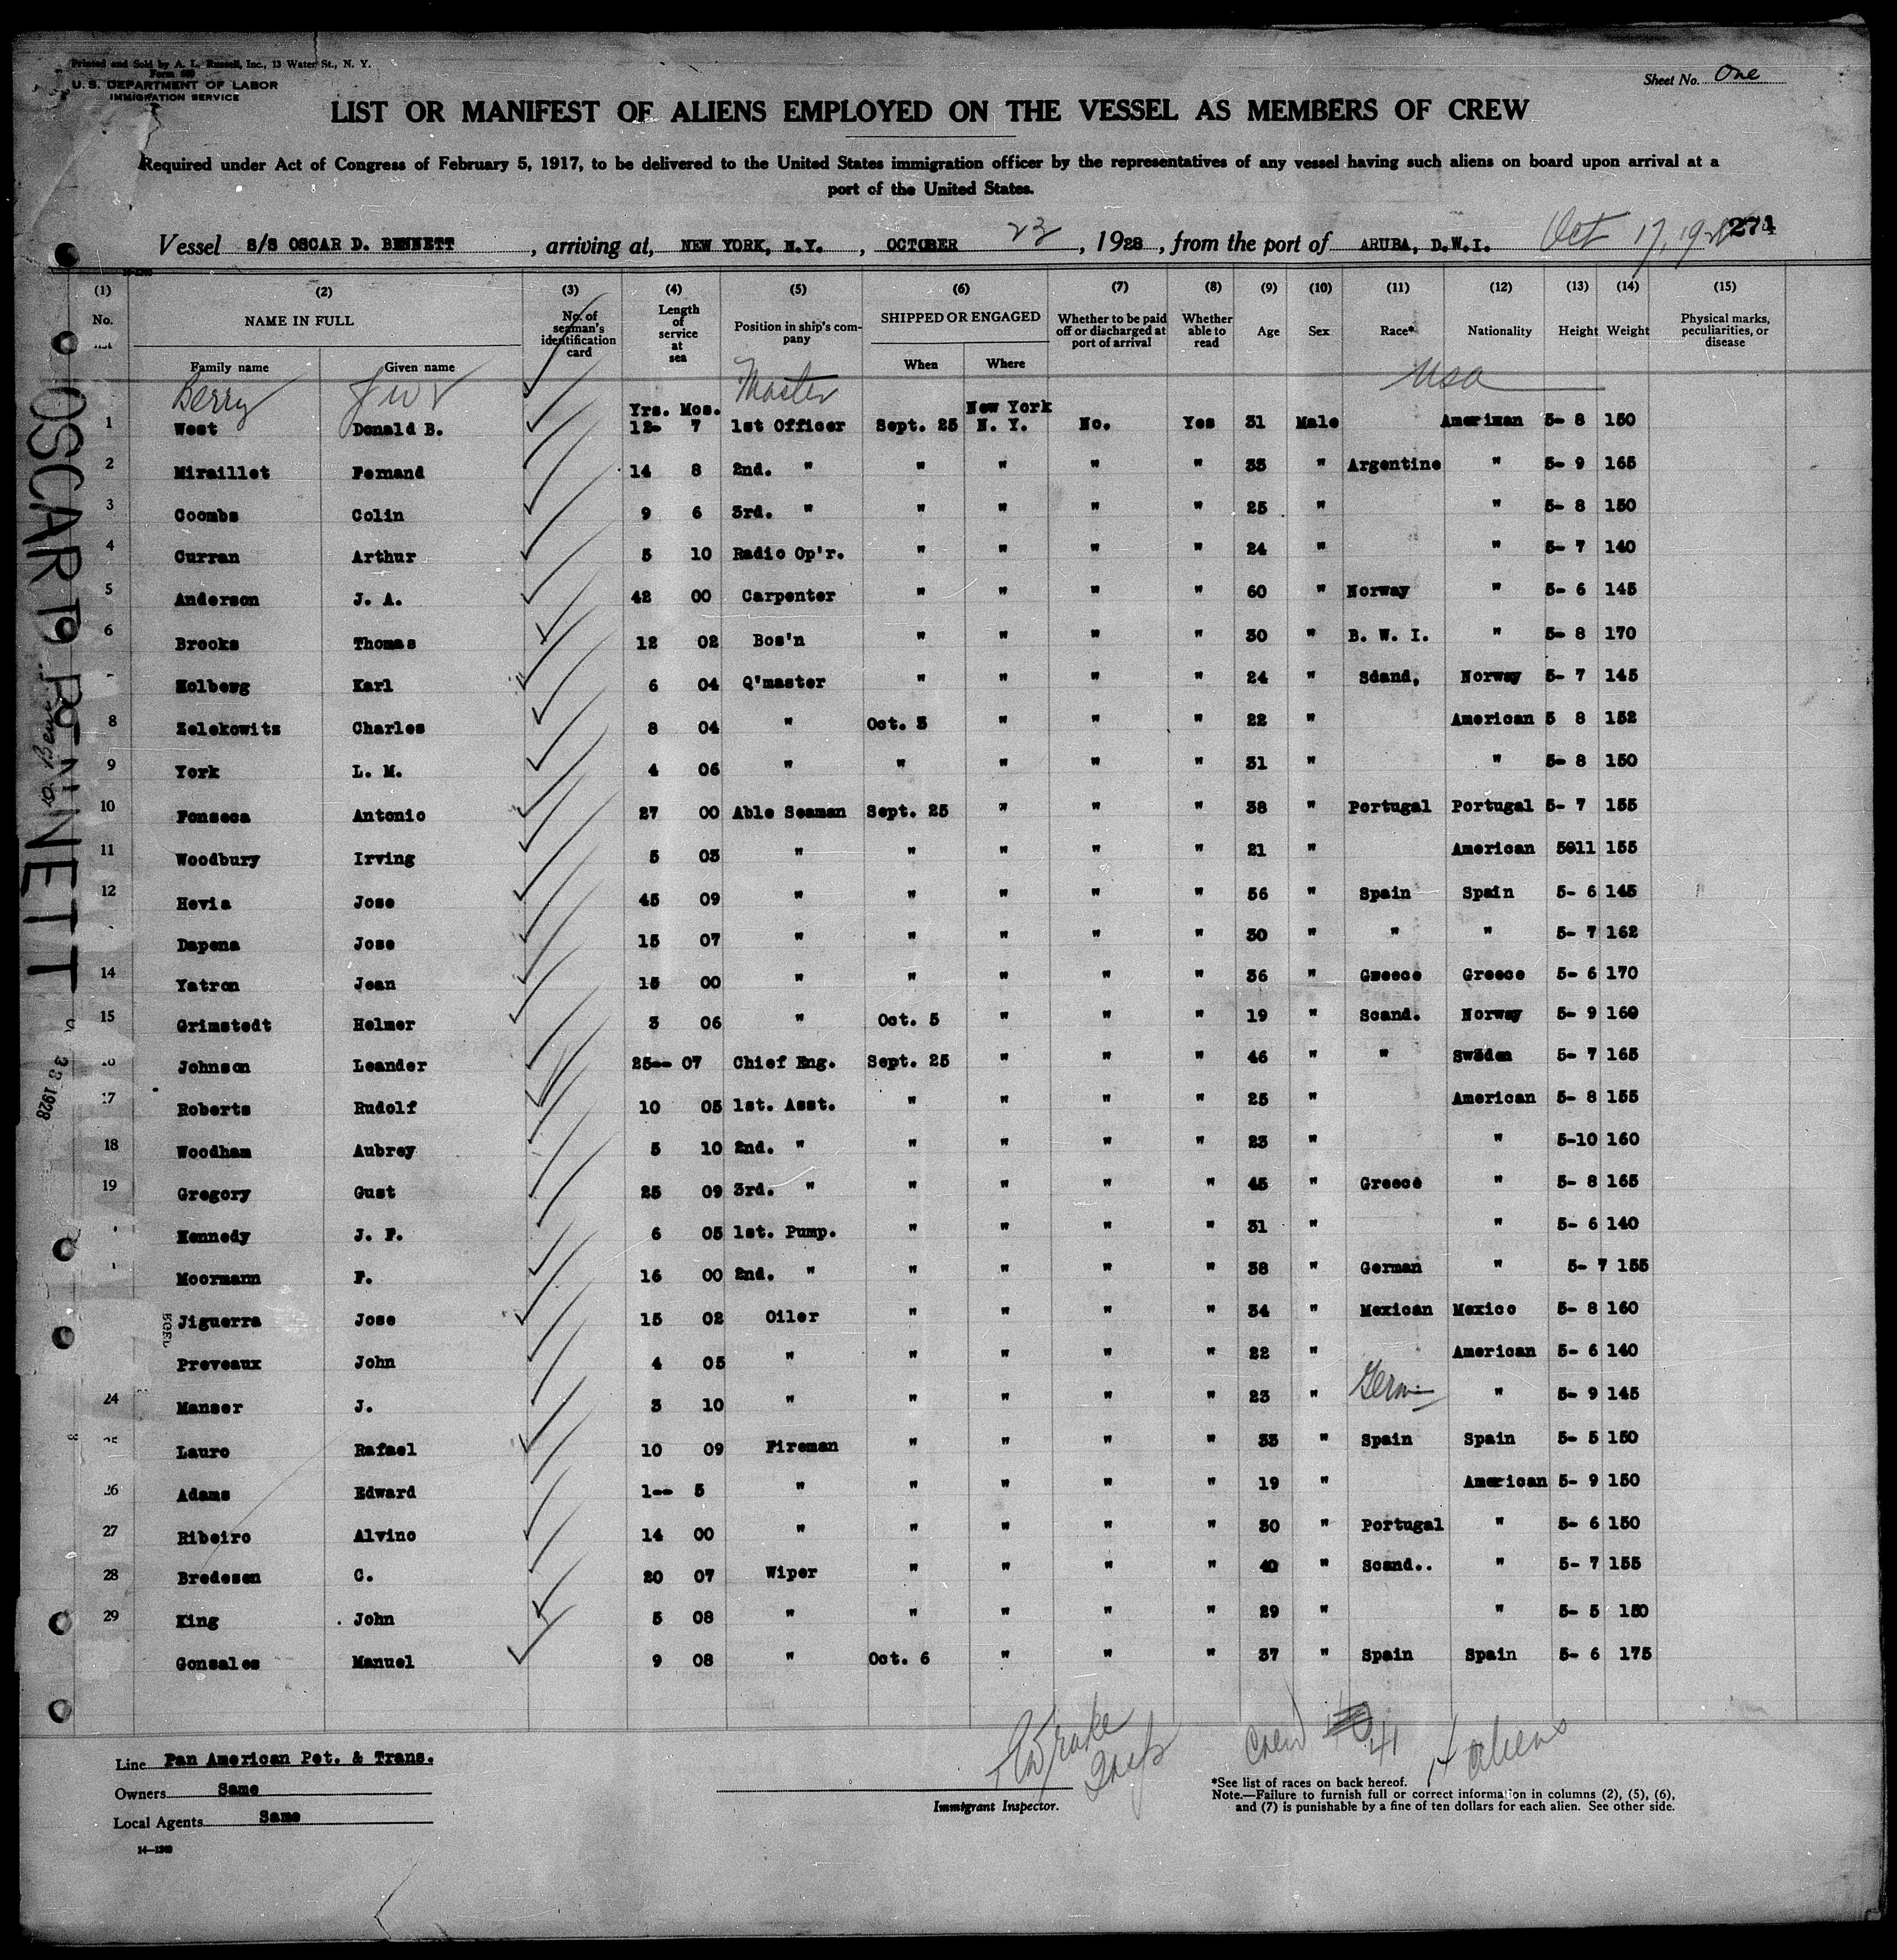 Printed and Sold by A. L. Russell, Inc., 13 Water St., N. Y.
Form 689
U. S. DEPARTMENT OF LABOR
IMMIGRATION SERVICE
Sheet No. One
LIST OR MANIFEST OF ALIENS EMPLOYED ON THE VESSEL AS MEMBERS OF CREW
Required under Act of Congress of February 5, 1917, to be delivered to the United States immigration officer by the representatives of any vessel having such aliens on board upon arrival at a
port of the United States.
Vessel S/S OSCAR D. BENNETT, arriving at, NEW YORK, N.Y., OCTOBER 23, 1928, from the port of ARUBA, D.W.I. Oct 17, 1928 274
(1) (2) (3) (4) (5) (6) (7) (8) (9) (10) (11) (12) (13) (14) (15)
No. NAME IN FULL No. of seaman's identification card Length of service at sea Position in ship's company SHIPPED OR ENGAGED Whether to be paid off or discharged at port of arrival Whether able to read Age Sex Race* Nationality Height Weight Physical marks, peculiarities, or disease
Family name Given name When Where
Berry J W Master USA
Yrs. Mos. New York
1 West Donald B. 12- 7 1st Officer Sept. 25 N. Y. No. Yes 31 Male Ameriman 5- 8 150
2 Miraillet Fernand 14 8 2nd. " " " " " 33 " Argentine " 5- 9 165
3 Coombs Colin 9 6 3rd. " " " " " 25 " " 5- 8 150
4 Curran Arthur 5 10 Radio Op'r. " " " " 24 " " 5- 7 140
5 Anderson J. A. 42 00 Carpenter " " " " 60 " Norway " 5- 6 145
6 Brooks Thomas 12 02 Bos'n " " " " 30 " B. W. I. " 5- 8 170
Holberg Karl 6 04 Q'master " " " " 24 " Sdand, Norway 5- 7 145
8 Zelekowitz Charles 8 04 " Oct. 3 " " " 22 " American 5 8 152
9 York L. M. 4 06 " " " " " 31 " " 5- 8 150
10 Fonseca Antonio 27 00 Able Seaman Sept. 25 " " " 38 " Portugal Portugal 5- 7 155
11 Woodbury Irving 5 03 " " " " " 21 " American 5011 155
12 Hevia Jose 45 09 " " " " " 56 " Spain Spain 5- 6 145
Dapena Jose 15 07 " " " " " 30 " " " 5- 7 162
14 Yatron Jean 15 00 " " " " " 36 " Greece Greece 5- 6 170
15 Grimstedt Helmer 3 06 " Oct. 5 " " " 19 " Scand. Norway 5- 9 160
16 Johnson Leander 25-- 07 Chief Eng. Sept. 25 " " " 46 " " Sweden 5- 7 165
17 Roberts Rudolf 10 05 1st. Asst. " " " " 25 " American 5- 8 155
18 Woodham Aubrey 5 10 2nd. " " " " " 23 " " 5-10 160
19 Gregory Gust 25 09 3rd. " " " " " 45 " Greece " 5- 8 165
Kennedy J. F. 6 05 1st. Pump. " " " " 31 " " 5- 6 140
Moormann F. 16 00 2nd. " " " " " 38 " German " 5- 7 155
Jiguerra Jose 15 02 Oiler " " " " 34 " Mexican Mexico 5- 8 160
Preveaux John 4 05 " " " " " 22 " American 5- 6 140
24 Manser J. 3 10 " " " " " 23 " Germ " 5- 9 145
25 Lauro Rafael 10 09 Fireman " " " " 33 " Spain Spain 5- 5 150
26 Adams Edward 1-- 5 " " " " " 19 " American 5- 9 150
27 Ribeiro Alvino 14 00 " " " " " 30 " Portugal " 5- 6 150
28 Bredesen C. 20 07 Wiper " " " " 40 " Scand.. " 5- 7 155
29 King . John 5 08 " " " " " 29 " " 5- 5 150
Gonsales Manuel 9 08 " Oct. 6 " " " 37 " Spain Spain 5- 6 175
OSCAR D. BENNETT
23 1928
Line Pan American Pet. & Trans.
Owners Same
Local Agents Same
14-1240
Drake Insp
Immigrant Inspector.
Crew 41 14 aliens
*See list of races on back hereof.
Note.—Failure to furnish full or correct information in columns (2), (5), (6),
and (7) is punishable by a fine of ten dollars for each alien. See other side.